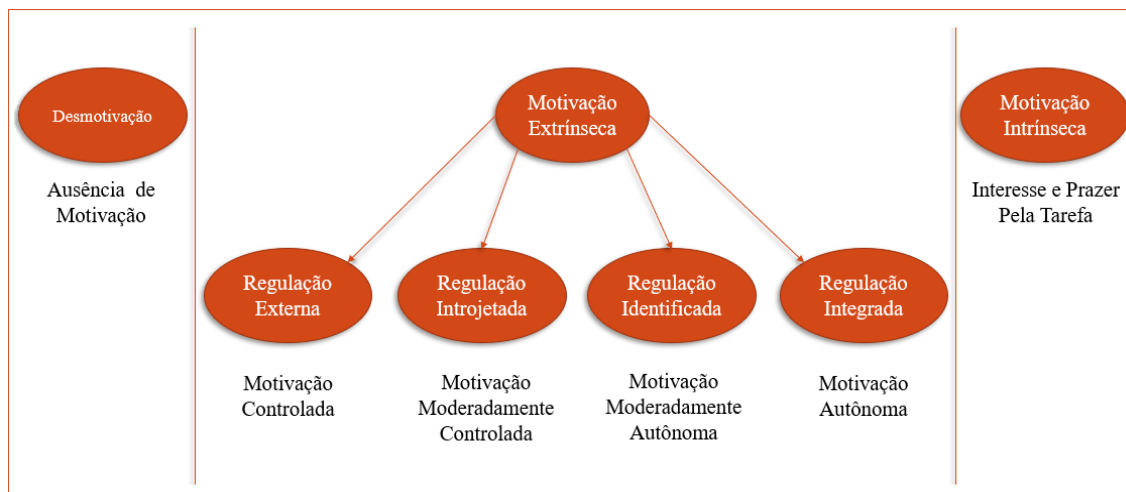 Desmotivação
Ausência de
Motivação
Motivação
Extrínseca
Regulação
Externa
Motivação
Controlada
Regulação
Introjetada
Motivação
Moderadamente
Controlada
Regulação
Identificada
Motivação
Moderadamente
Autônoma
Regulação
Integrada
Motivação
Autônoma
Motivação
Intrínseca
Interesse e Prazer
Pela Tarefa